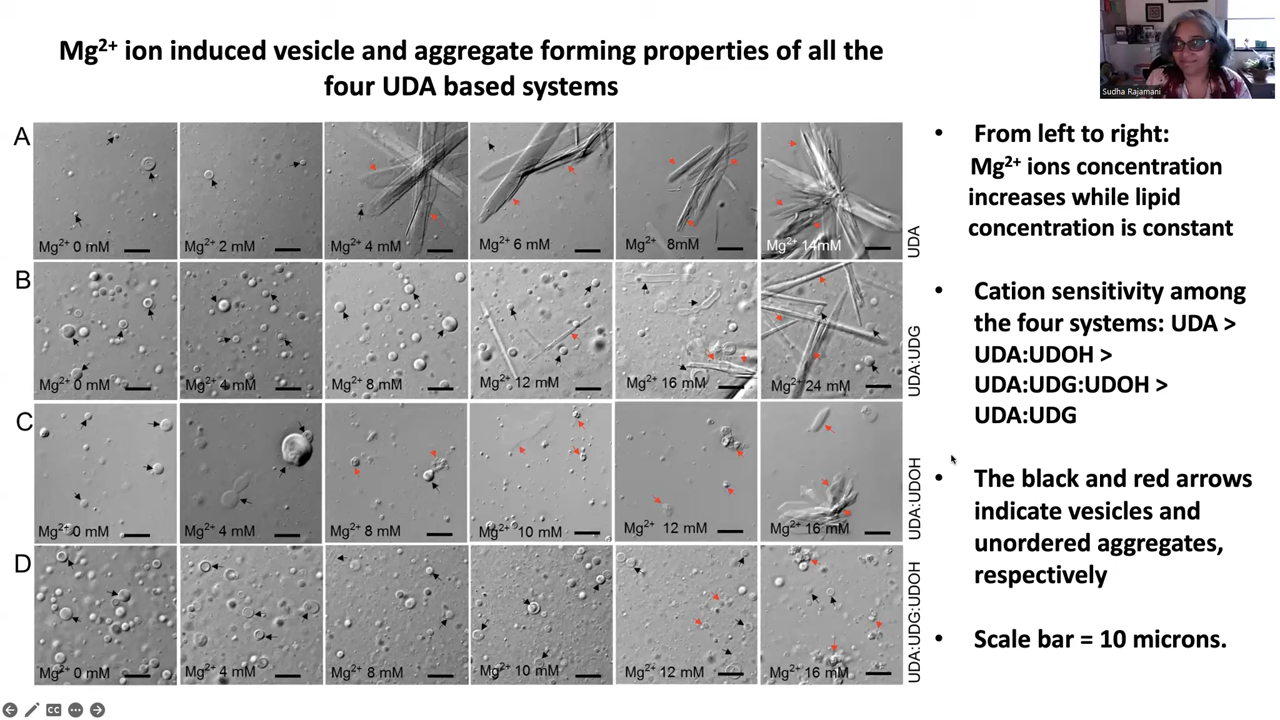 Mg²⁺ ion induced vesicle and aggregate forming properties of all the
four UDA based systems
Sudha Rajamani
A
Mg²⁺ 0 mM
Mg²⁺ 2 mM
Mg²⁺ 4 mM
Mg²⁺ 6 mM
Mg²⁺ 8mM
Mg²⁺ 14mM
UDA
B
Mg²⁺ 0 mM
Mg²⁺ 4 mM
Mg²⁺ 8 mM
Mg²⁺ 12 mM
Mg²⁺ 16 mM
Mg²⁺ 24 mM
UDA:UDG
C
Mg²⁺ 0 mM
Mg²⁺ 4 mM
Mg²⁺ 8 mM
Mg²⁺ 10 mM
Mg²⁺ 12 mM
Mg²⁺ 16 mM
UDA:UDOH
D
Mg²⁺ 0 mM
Mg²⁺ 4 mM
Mg²⁺ 8 mM
Mg²⁺ 10 mM
Mg²⁺ 12 mM
Mg²⁺ 16 mM
UDA:UDG:UDOH
• From left to right:
Mg²⁺ ions concentration
increases while lipid
concentration is constant
• Cation sensitivity among
the four systems: UDA >
UDA:UDOH >
UDA:UDG:UDOH >
UDA:UDG
• The black and red arrows
indicate vesicles and
unordered aggregates,
respectively
• Scale bar = 10 microns.
CC